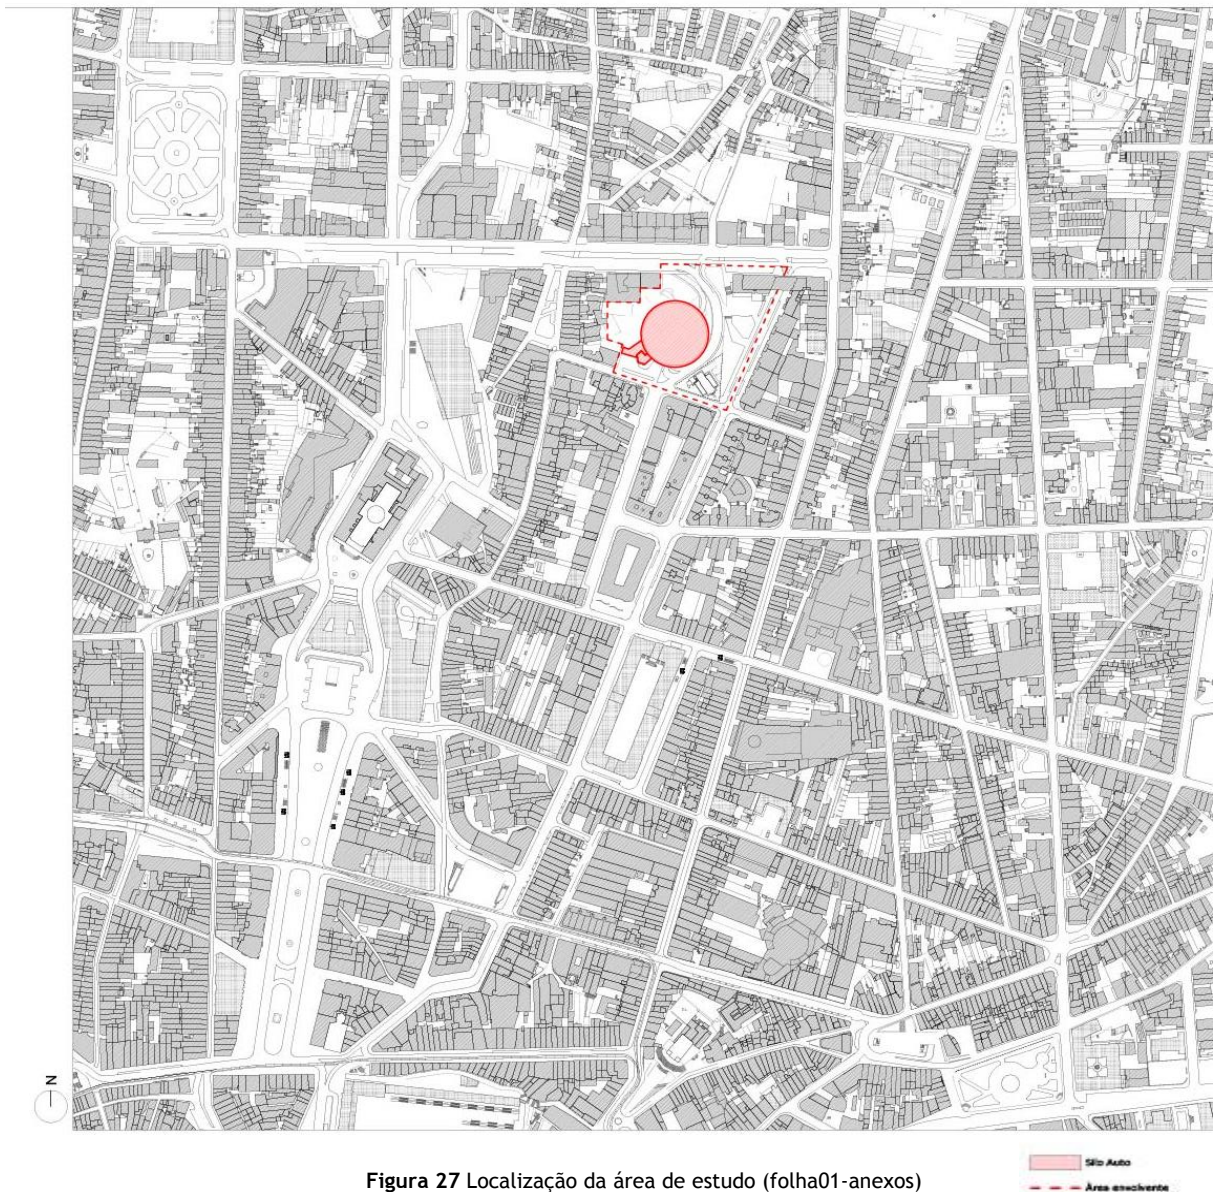 N
Silo Auto
Área envolvente
Figura 27 Localização da área de estudo (folha01-anexos)